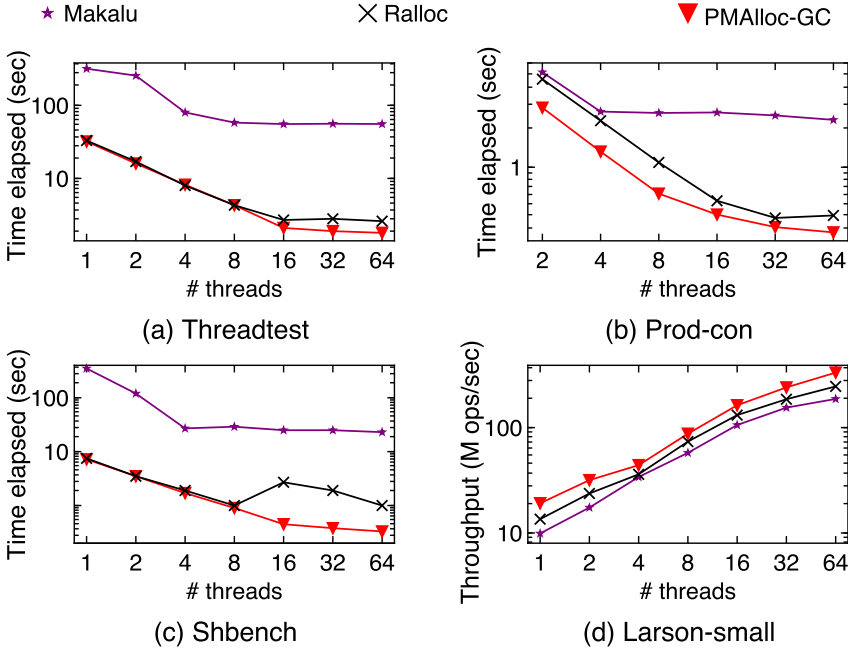 Makalu
Ralloc
PMAlloc-GC
Time elapsed (sec)
100
10
1 2 4 8 16 32 64
# threads
(a) Threadtest
Time elapsed (sec)
1
2 4 8 16 32 64
# threads
(b) Prod-con
Time elapsed (sec)
100
10
1 2 4 8 16 32 64
# threads
(c) Shbench
Throughput (M ops/sec)
100
10
1 2 4 8 16 32 64
# threads
(d) Larson-small